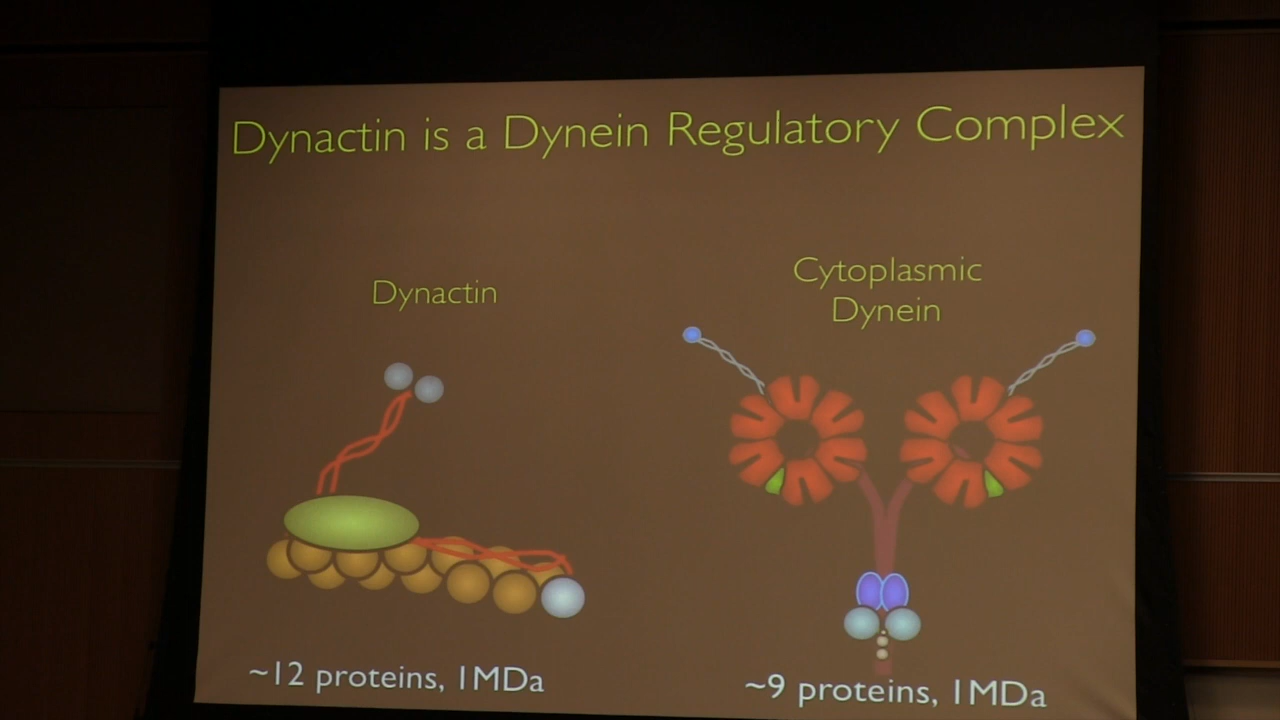 Dynactin is a Dynein Regulatory Complex
Dynactin
Cytoplasmic
Dynein
~12 proteins, 1MDa
~9 proteins, 1MDa